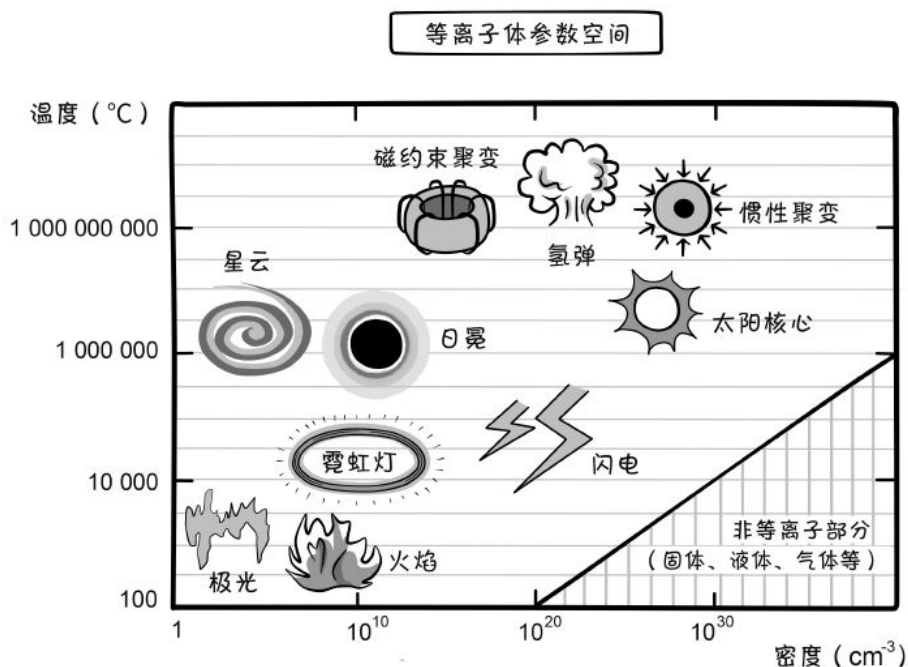 等离子体参数空间
温度（℃）
磁约束聚变
1 000 000 000
惯性聚变
氢弹
星云
日冕
太阳核心
1 000 000
霓虹灯
闪电
10 000
非等离子部分
（固体、液体、气体等）
火焰
极光
100
1
10¹⁰
10²⁰
10³⁰
密度（cm⁻³）